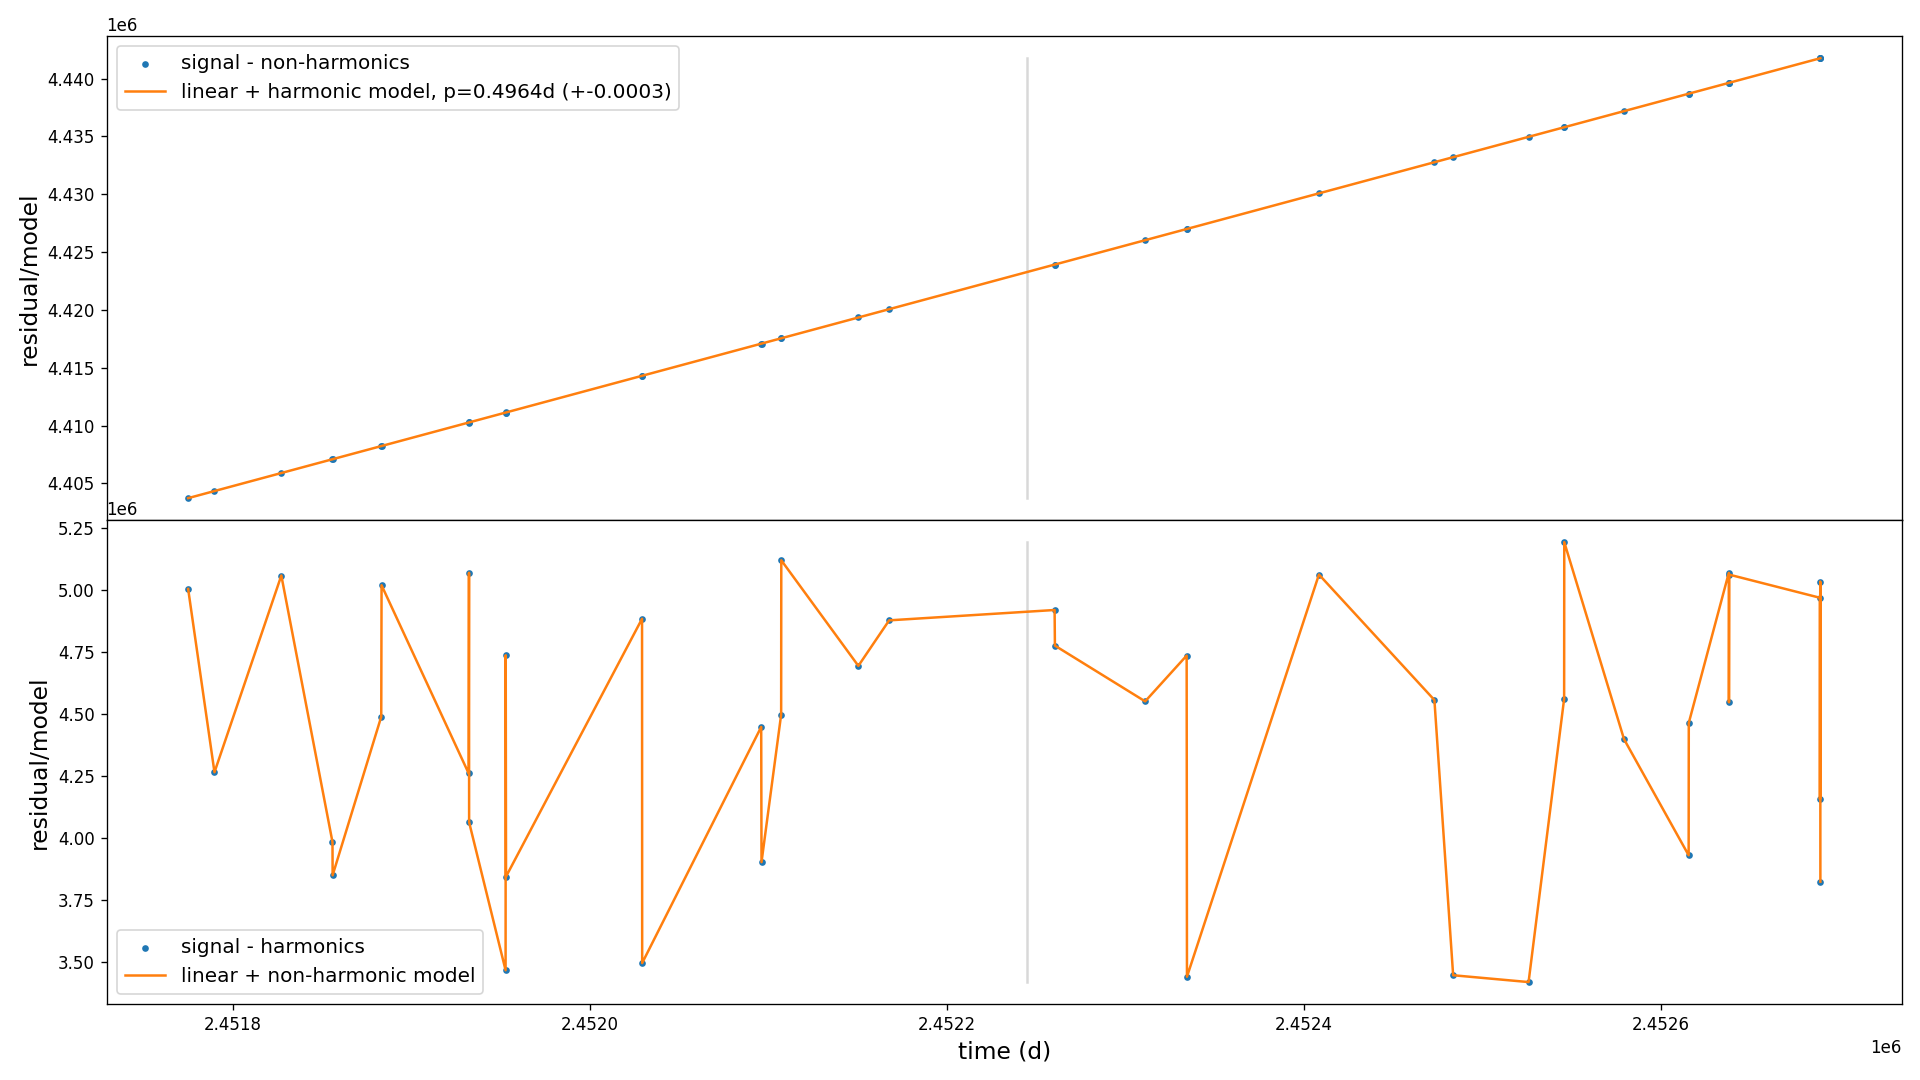 1e6
signal - non-harmonics
linear + harmonic model, p=0.4964d (+-0.0003)
4.440
4.435
4.430
4.425
4.420
4.415
4.410
4.405
residual/model
1e6
5.25
5.00
4.75
4.50
4.25
4.00
3.75
3.50
residual/model
signal - harmonics
linear + non-harmonic model
2.4518 2.4520 2.4522 2.4524 2.4526
1e6
time (d)